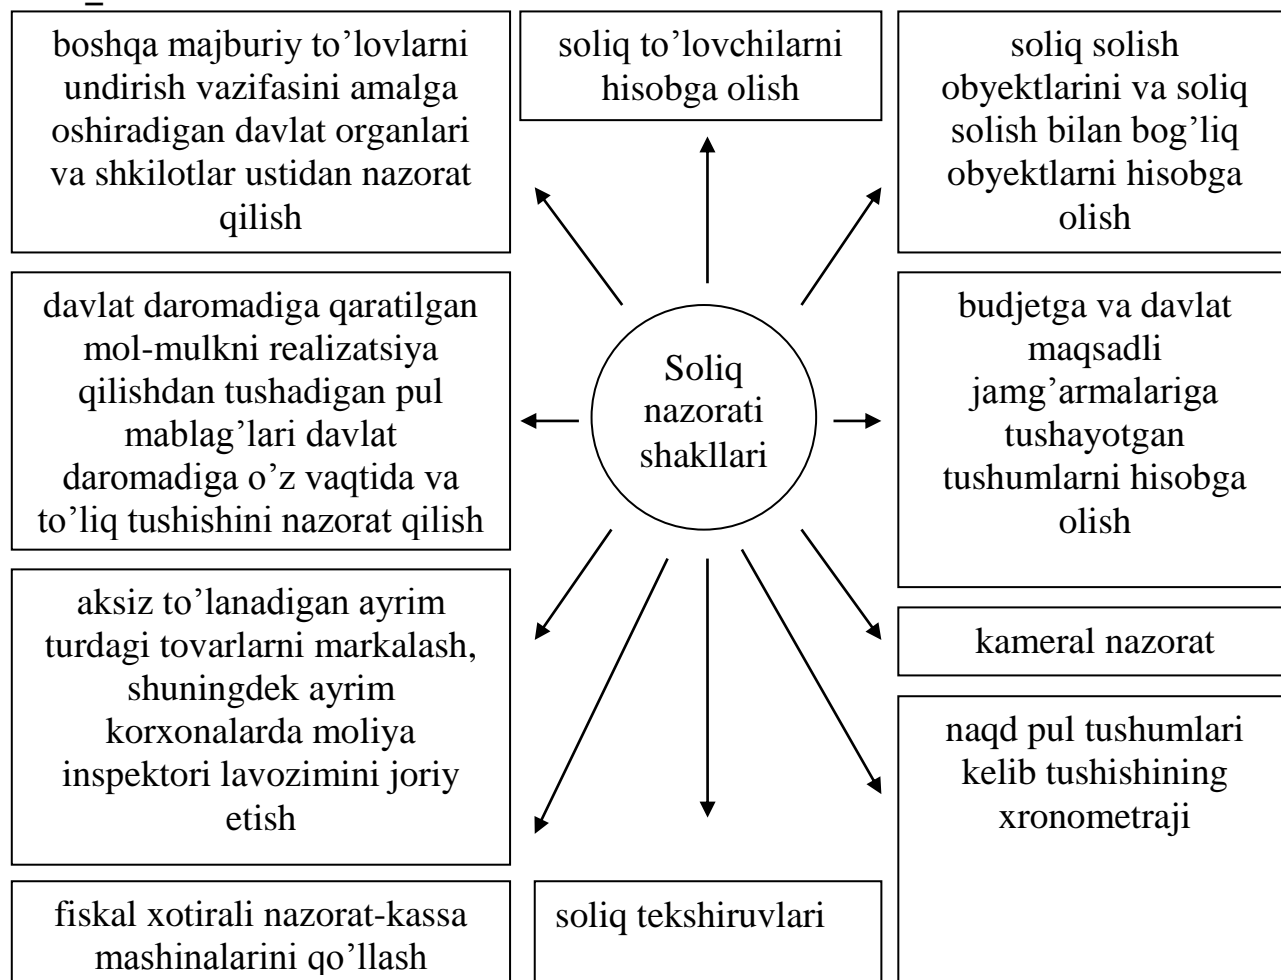 boshqa majburiy to’lovlarni
undirish vazifasini amalga
oshiradigan davlat organlari
va shkilotlar ustidan nazorat
qilish
soliq to’lovchilarni
hisobga olish
soliq solish
obyektlarini va soliq
solish bilan bog’liq
obyektlarni hisobga
olish
davlat daromadiga qaratilgan
mol-mulkni realizatsiya
qilishdan tushadigan pul
mablag’lari davlat
daromadiga o’z vaqtida va
to’liq tushishini nazorat qilish
Soliq
nazorati
shakllari
budjetga va davlat
maqsadli
jamg’armalariga
tushayotgan
tushumlarni hisobga
olish
aksiz to’lanadigan ayrim
turdagi tovarlarni markalash,
shuningdek ayrim
korxonalarda moliya
inspektori lavozimini joriy
etish
kameral nazorat
naqd pul tushumlari
kelib tushishining
xronometraji
fiskal xotirali nazorat-kassa
mashinalarini qo’llash
soliq tekshiruvlari